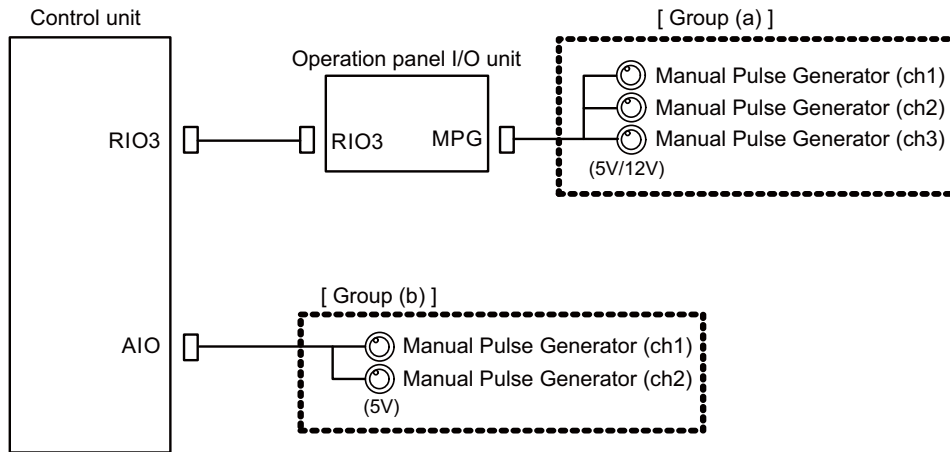 Control unit
[ Group (a) ]
Operation panel I/O unit
Manual Pulse Generator (ch1)
Manual Pulse Generator (ch2)
RIO3
RIO3
MPG
Manual Pulse Generator (ch3)
(5V/12V)
[ Group (b) ]
AIO
Manual Pulse Generator (ch1)
Manual Pulse Generator (ch2)
(5V)